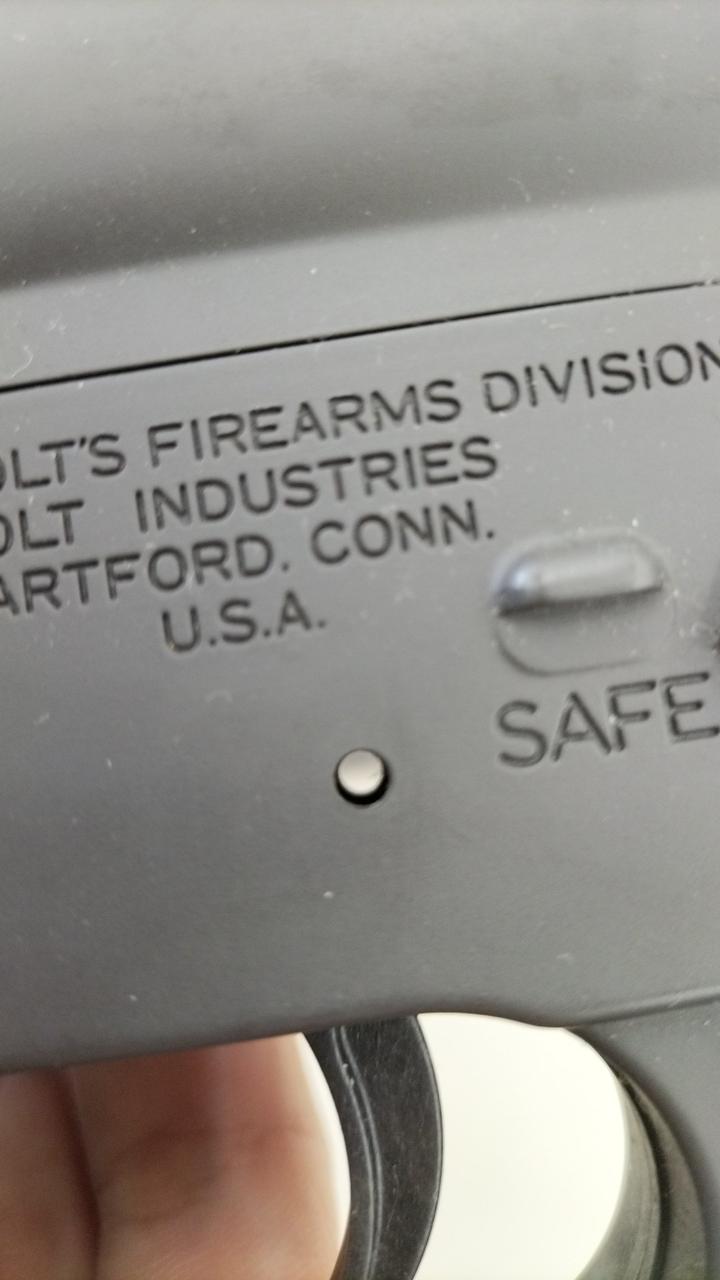 OLT'S FIREARMS DIVISION
OLT INDUSTRIES
ARTFORD. CONN.
U.S.A.
SAFE